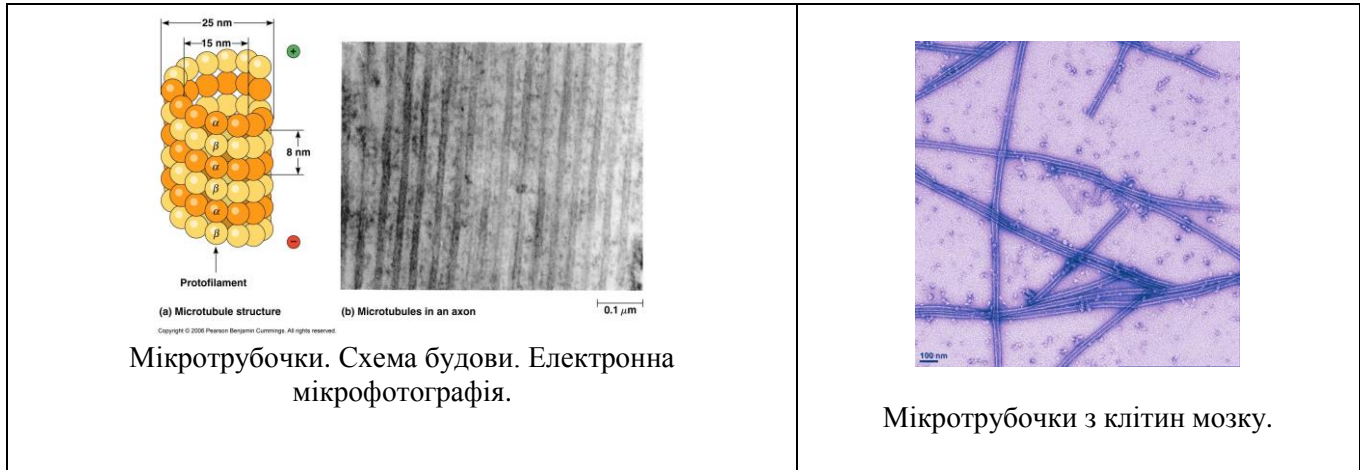 25 nm
15 nm
+
α
β
8 nm
α
β
α
β
−
Protofilament
(a) Microtubule structure
(b) Microtubules in an axon
0.1 μm
Copyright © 2006 Pearson Benjamin Cummings. All rights reserved.
Мікротрубочки. Схема будови. Електронна
мікрофотографія.
100 nm
Мікротрубочки з клітин мозку.